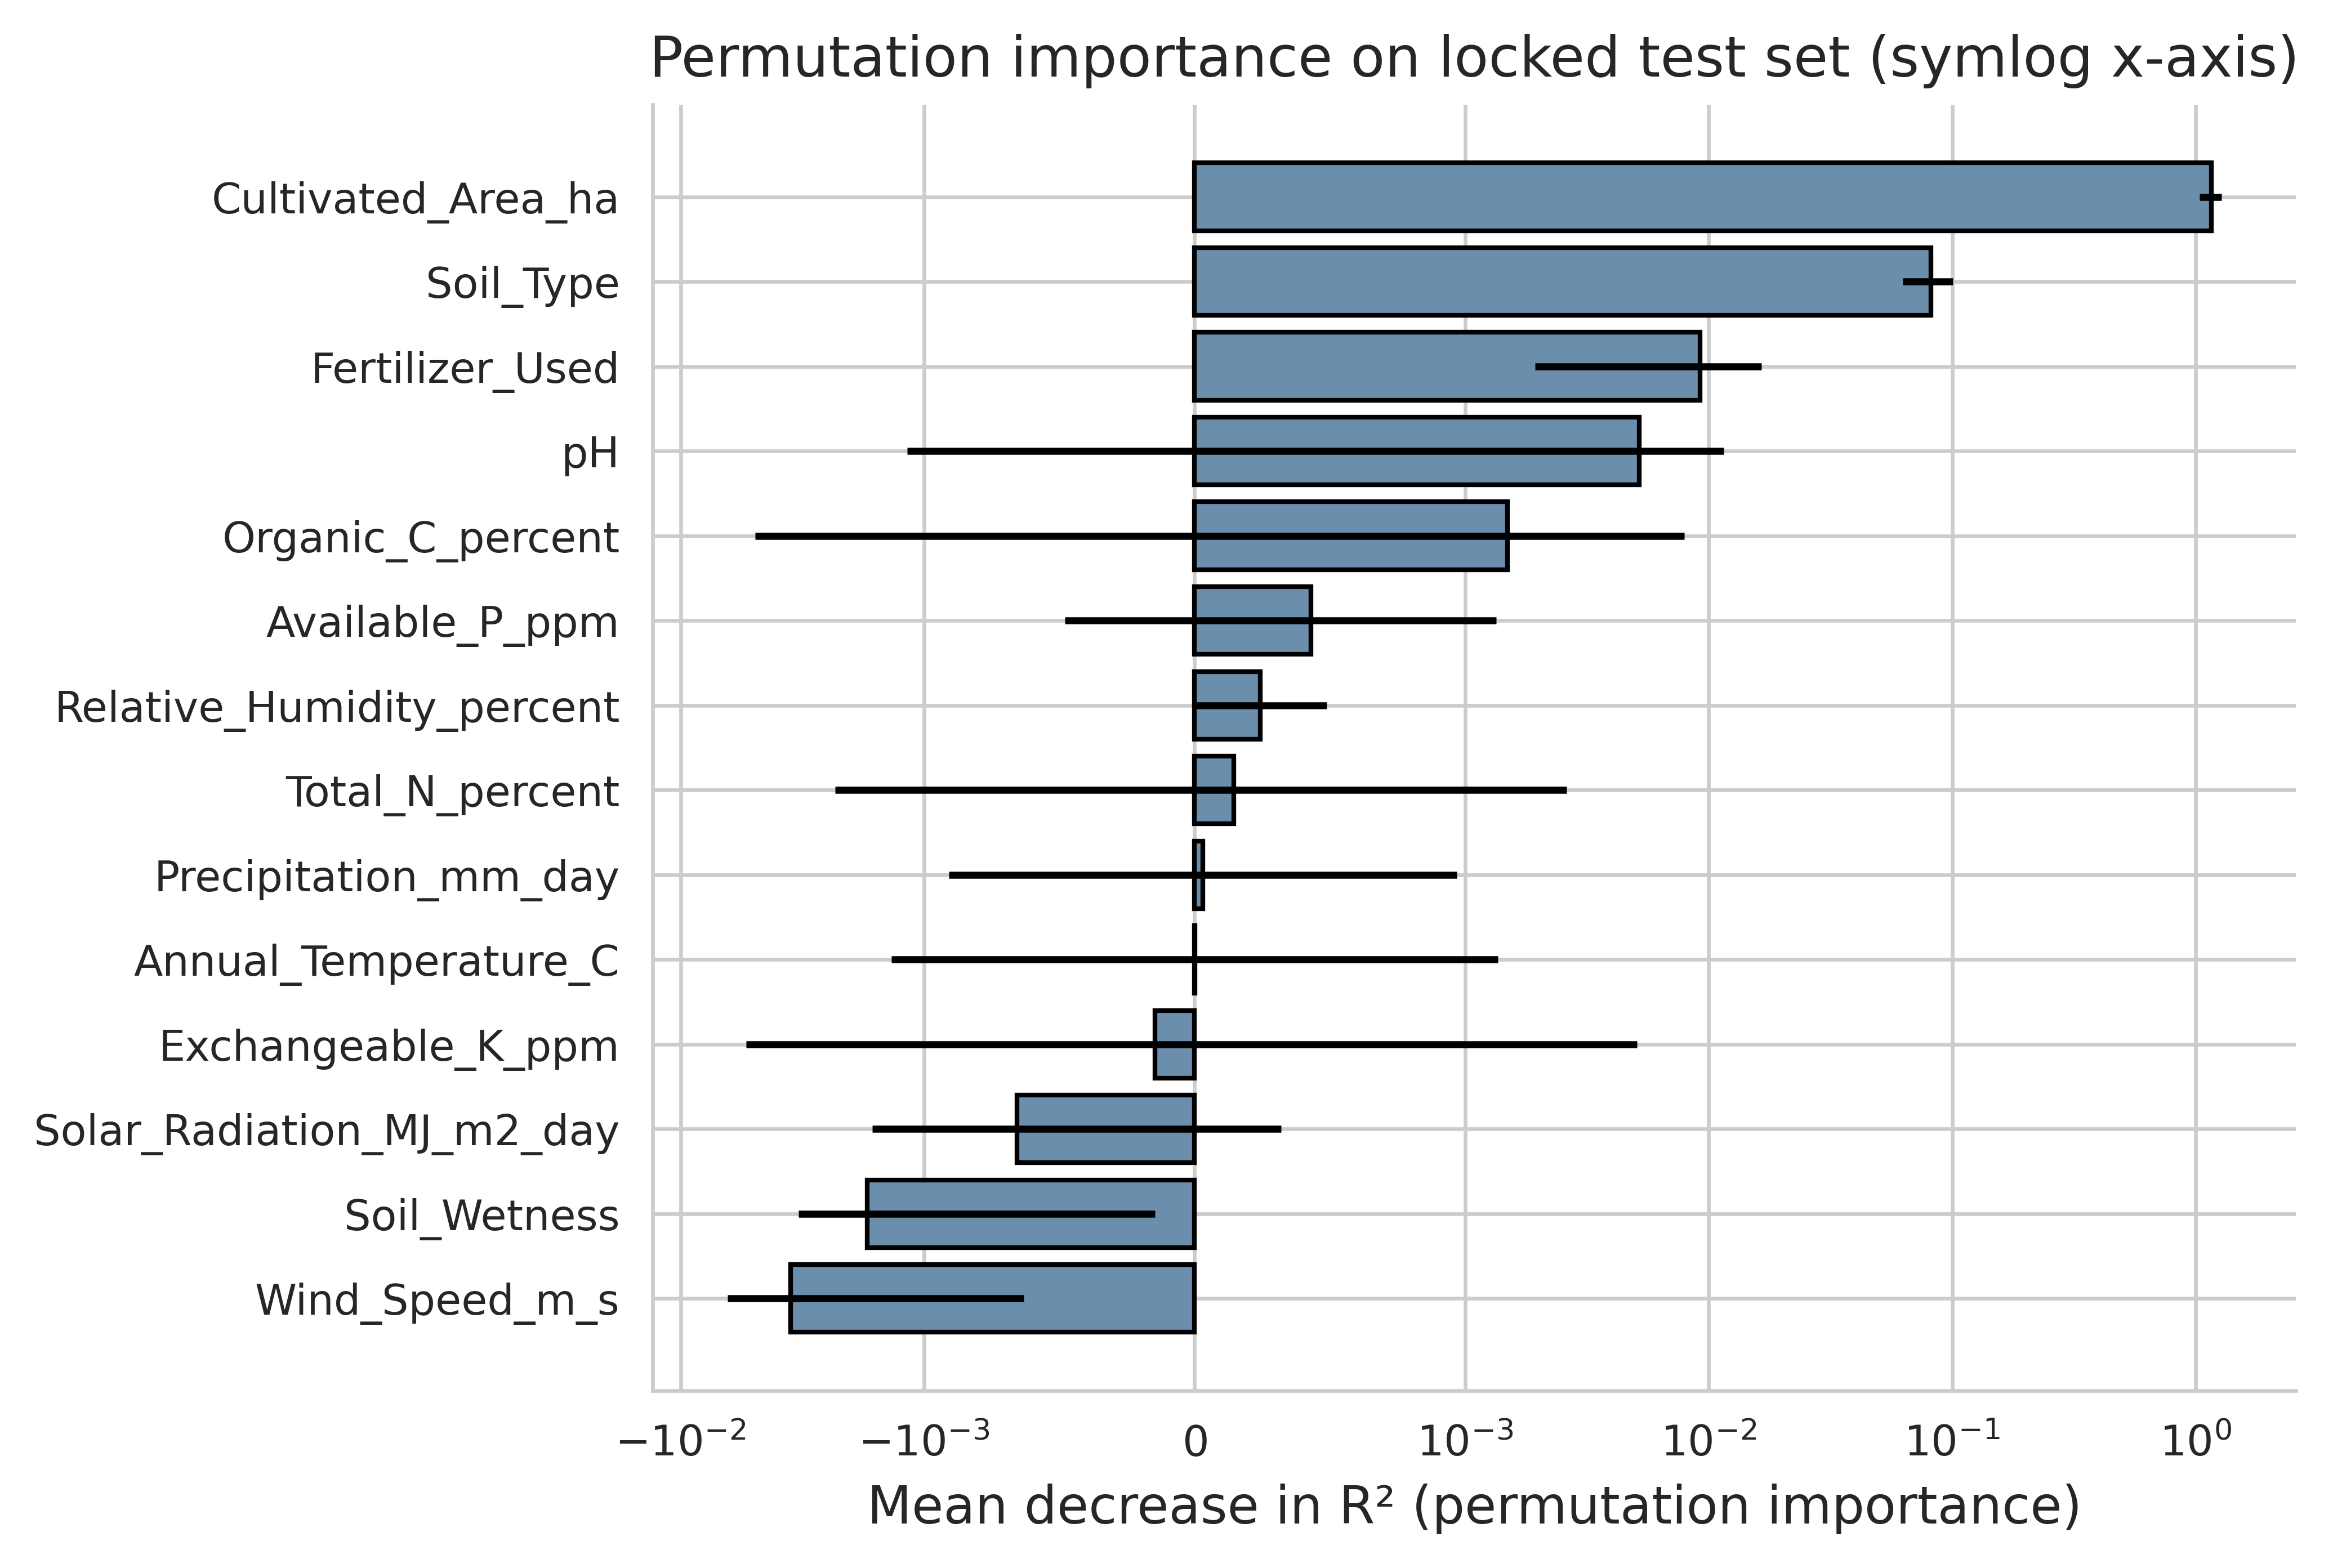 Permutation importance on locked test set (symlog x-axis)
Cultivated_Area_ha
Soil_Type
Fertilizer_Used
pH
Organic_C_percent
Available_P_ppm
Relative_Humidity_percent
Total_N_percent
Precipitation_mm_day
Annual_Temperature_C
Exchangeable_K_ppm
Solar_Radiation_MJ_m2_day
Soil_Wetness
Wind_Speed_m_s
−10⁻² −10⁻³ 0 10⁻³ 10⁻² 10⁻¹ 10⁰
Mean decrease in R² (permutation importance)